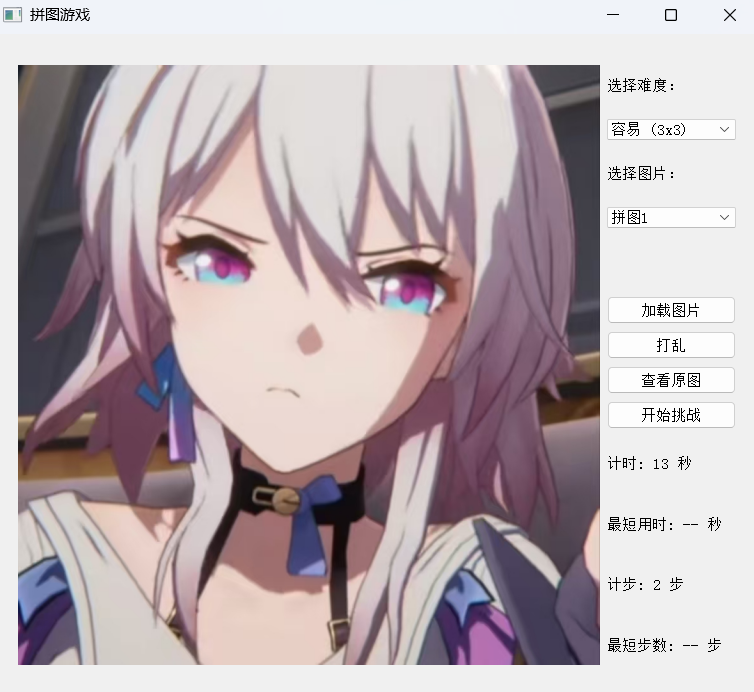 拼图游戏
选择难度：
容易 (3x3)
选择图片：
拼图1
加载图片
打乱
查看原图
开始挑战
计时: 13 秒
最短用时: -- 秒
计步: 2 步
最短步数: -- 步